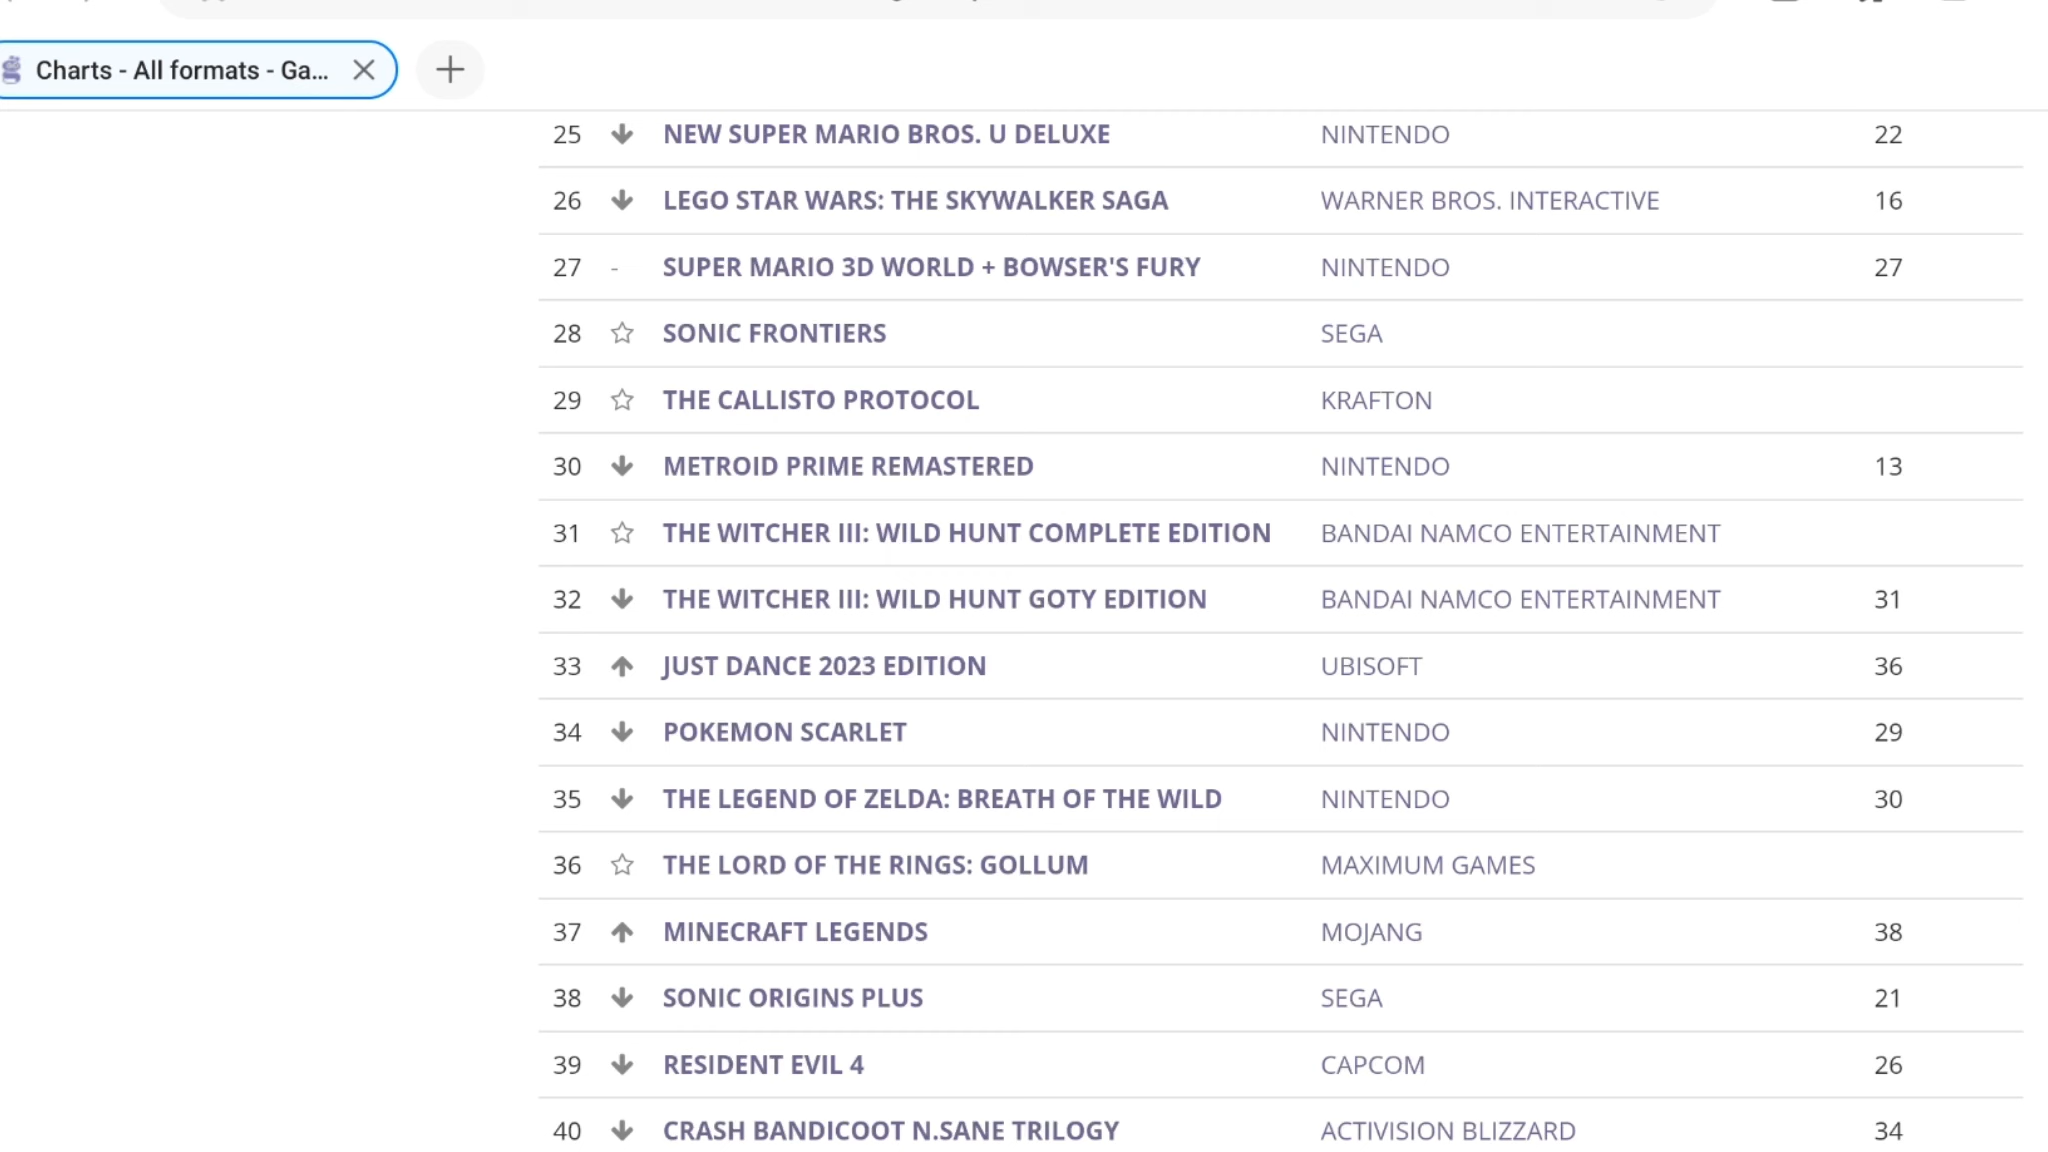 Charts - All formats - Ga...
25 NEW SUPER MARIO BROS. U DELUXE NINTENDO 22
26 LEGO STAR WARS: THE SKYWALKER SAGA WARNER BROS. INTERACTIVE 16
27 - SUPER MARIO 3D WORLD + BOWSER'S FURY NINTENDO 27
28 SONIC FRONTIERS SEGA
29 THE CALLISTO PROTOCOL KRAFTON
30 METROID PRIME REMASTERED NINTENDO 13
31 THE WITCHER III: WILD HUNT COMPLETE EDITION BANDAI NAMCO ENTERTAINMENT
32 THE WITCHER III: WILD HUNT GOTY EDITION BANDAI NAMCO ENTERTAINMENT 31
33 JUST DANCE 2023 EDITION UBISOFT 36
34 POKEMON SCARLET NINTENDO 29
35 THE LEGEND OF ZELDA: BREATH OF THE WILD NINTENDO 30
36 THE LORD OF THE RINGS: GOLLUM MAXIMUM GAMES
37 MINECRAFT LEGENDS MOJANG 38
38 SONIC ORIGINS PLUS SEGA 21
39 RESIDENT EVIL 4 CAPCOM 26
40 CRASH BANDICOOT N.SANE TRILOGY ACTIVISION BLIZZARD 34